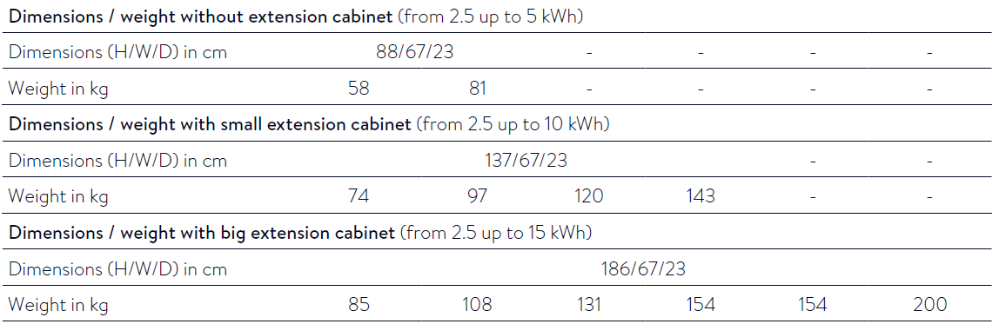 Dimensions / weight without extension cabinet (from 2.5 up to 5 kWh)
Dimensions (H/W/D) in cm 88/67/23 - - - -
Weight in kg 58 81 - - - -
Dimensions / weight with small extension cabinet (from 2.5 up to 10 kWh)
Dimensions (H/W/D) in cm 137/67/23 - -
Weight in kg 74 97 120 143 - -
Dimensions / weight with big extension cabinet (from 2.5 up to 15 kWh)
Dimensions (H/W/D) in cm 186/67/23
Weight in kg 85 108 131 154 154 200